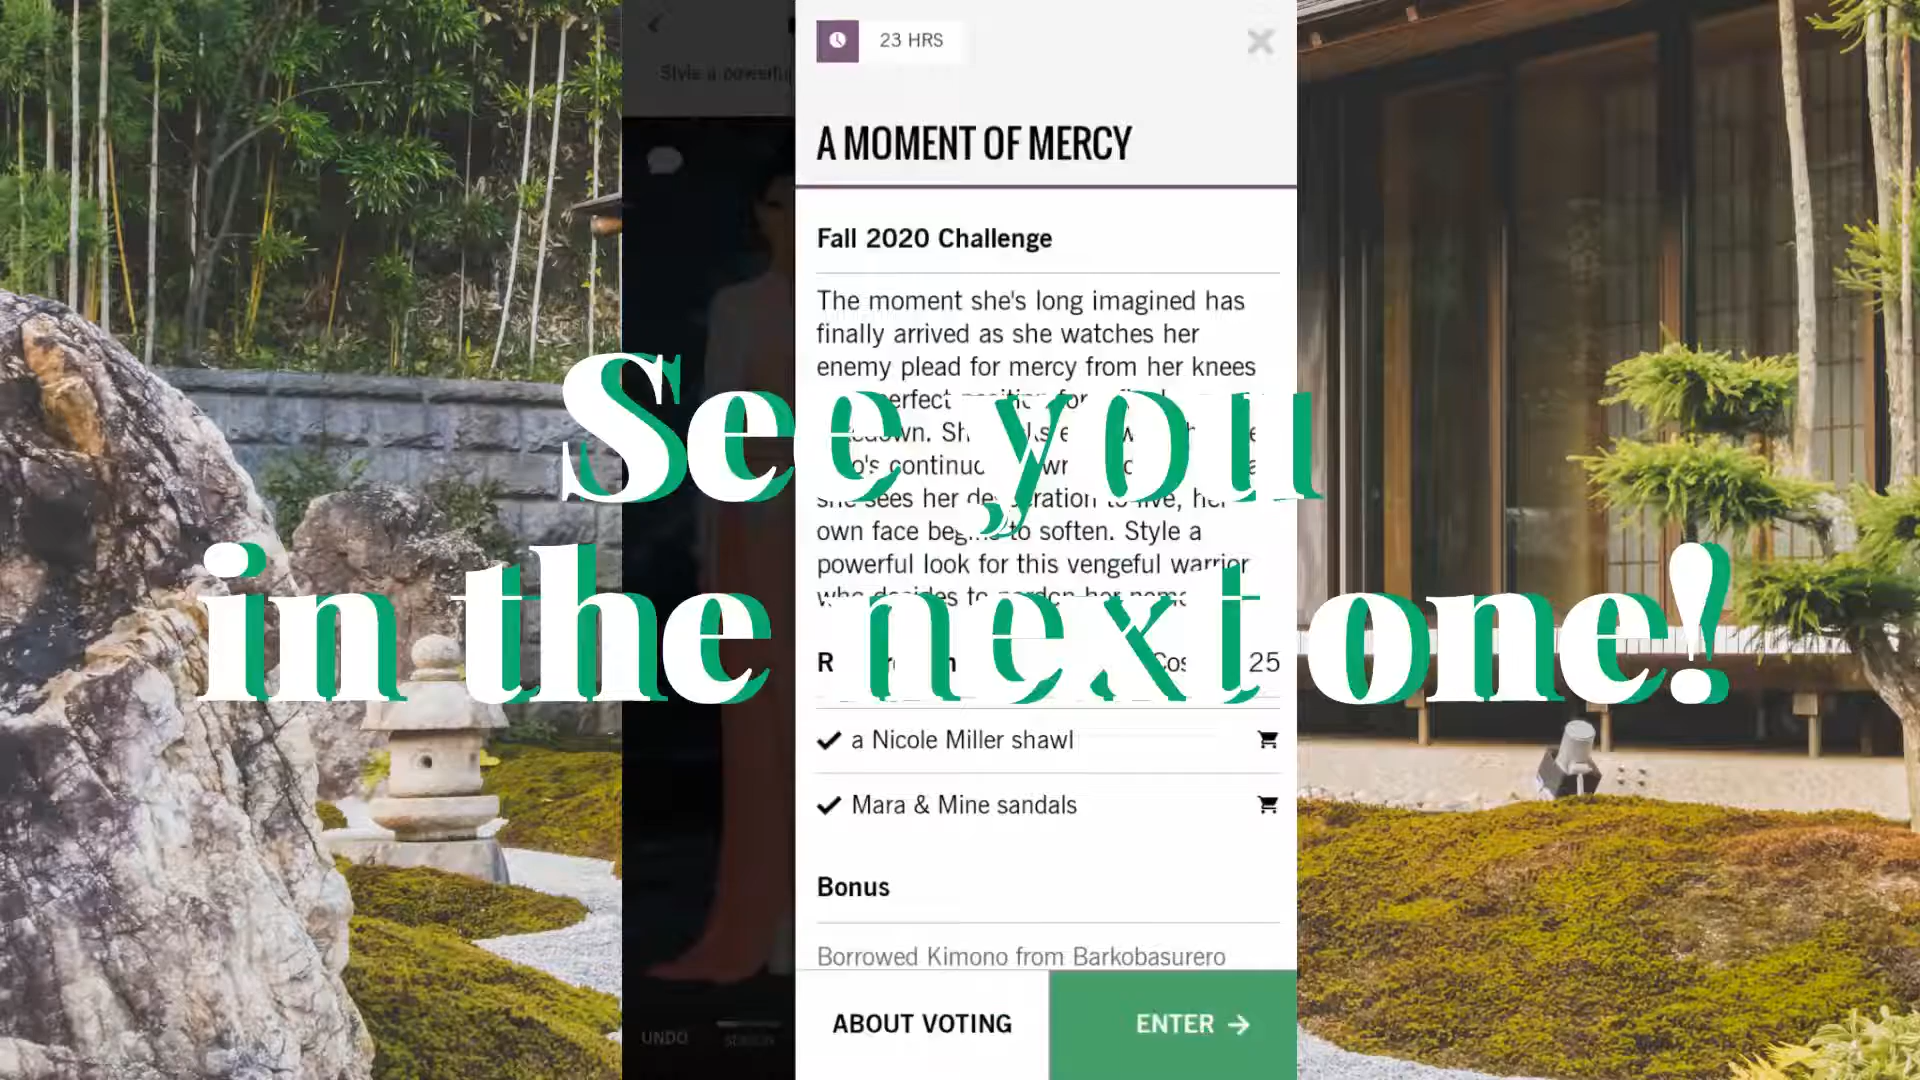 23 HRS
Style a powerful
A MOMENT OF MERCY
Fall 2020 Challenge
The moment she's long imagined has
finally arrived as she watches her
enemy plead for mercy from her knees
See you
own face to soften. Style a
powerful look for this vengeful warrior
in the next one!
25
a Nicole Miller shawl
Mara & Mine sandals
Bonus
Borrowed Kimono from Barkobasurero
UNDO
ABOUT VOTING
ENTER